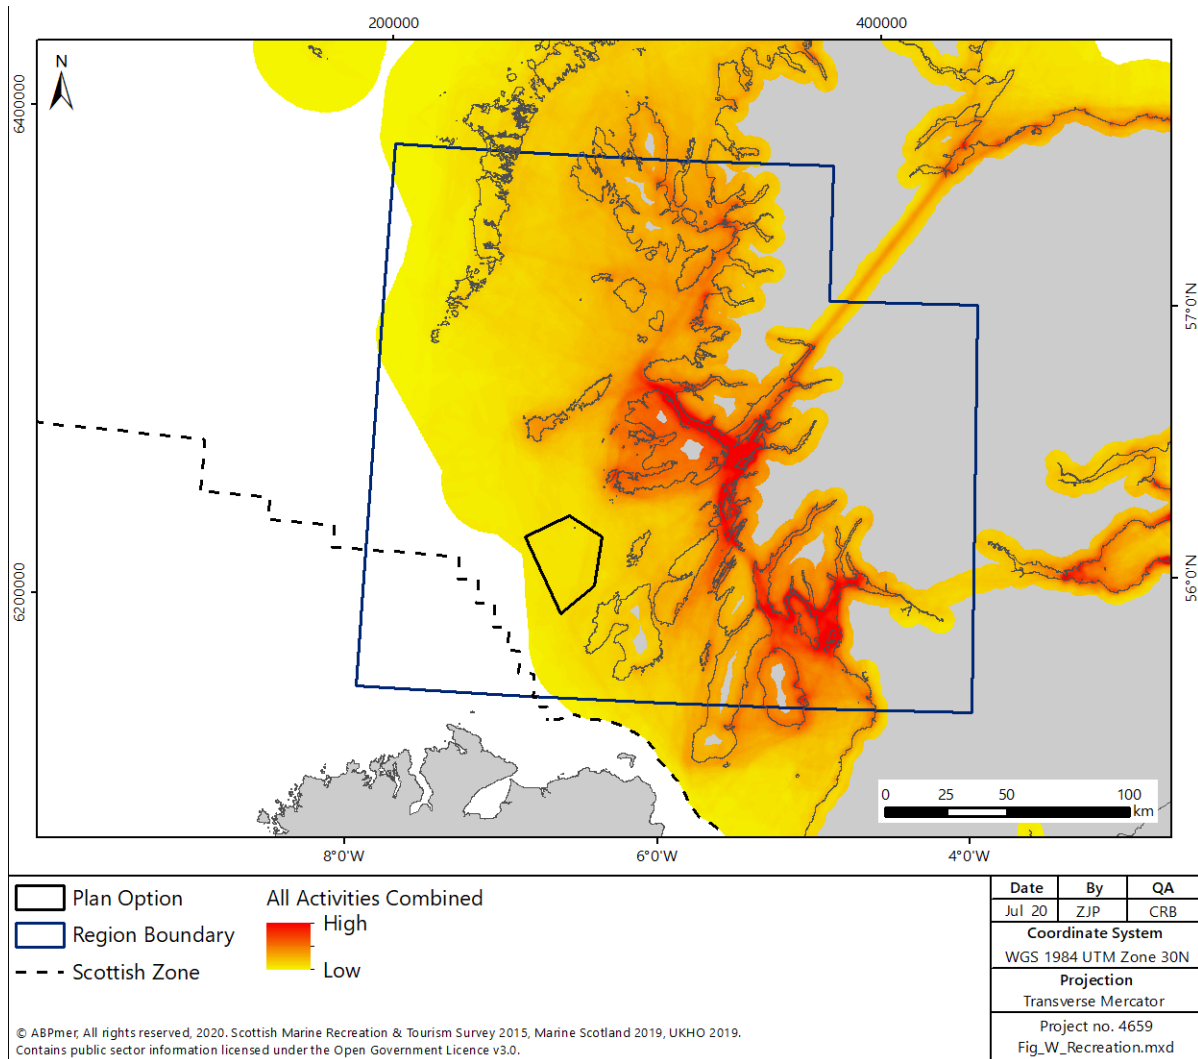 200000
400000
N
6400000
57°0'N
6200000
56°0'N
0 25 50 100
km
8°0'W
6°0'W
4°0'W
Plan Option
Region Boundary
Scottish Zone
All Activities Combined
High
Low
Date By QA
Jul 20 ZJP CRB
Coordinate System
WGS 1984 UTM Zone 30N
Projection
Transverse Mercator
Project no. 4659
Fig_W_Recreation.mxd
© ABPmer, All rights reserved, 2020. Scottish Marine Recreation & Tourism Survey 2015, Marine Scotland 2019, UKHO 2019.
Contains public sector information licensed under the Open Government Licence v3.0.